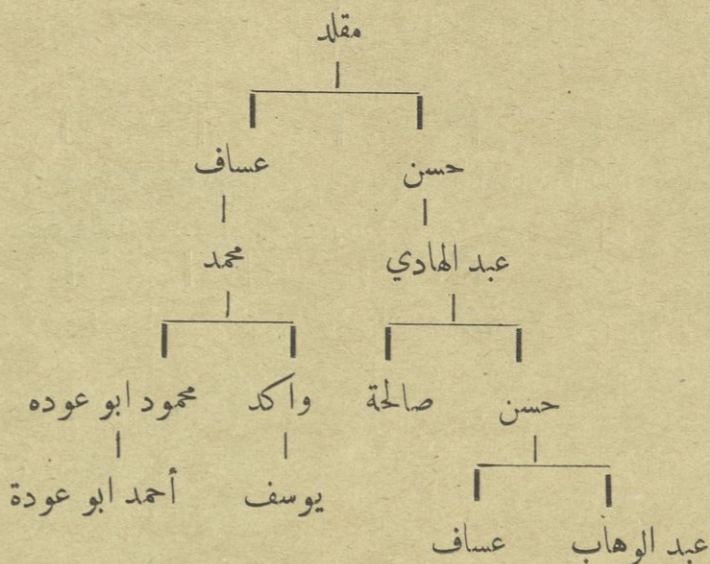 مقلد
حسن عساف
عبد الهادي محمد
حسن صالحة واكد محمود ابو عوده
يوسف أحمد ابو عودة
عبد الوهاب عساف